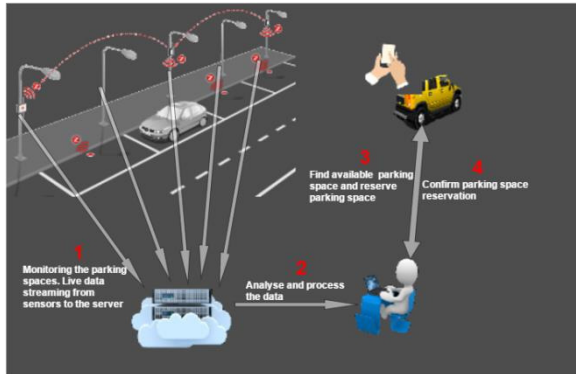 1
Monitoring the parking
spaces. Live data
streaming from
sensors to the server
2
Analyse and process
the data
3
Find available parking
space and reserve
parking space
4
Confirm parking space
reservation